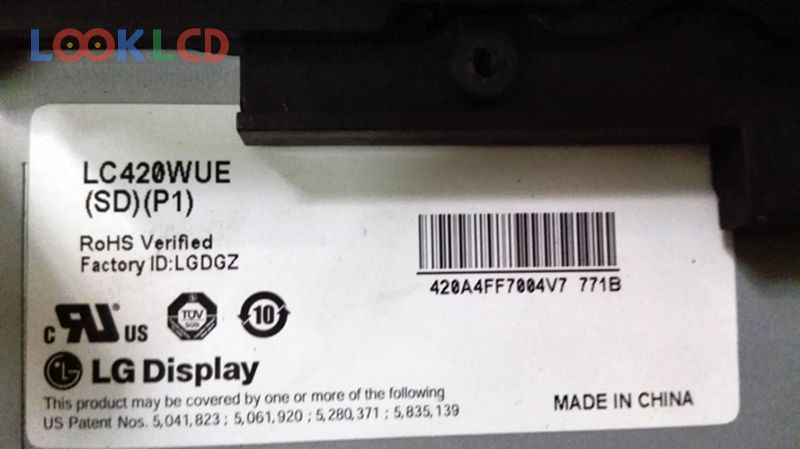 LOOKLCD
LC420WUE
(SD)(P1)
RoHS Verified
Factory ID:LGDGZ
420A4FF7004V7 771B
c RU US
TÜV
SÜD
10
LG Display
This product may be covered by one or more of the following
US Patent Nos. 5,041,823 ; 5,061,920 ; 5,280,371 ; 5,835,139
MADE IN CHINA